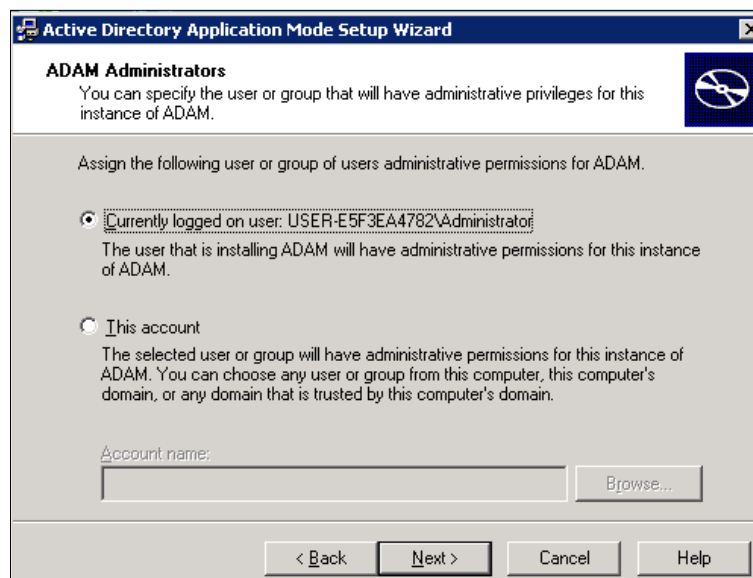 Active Directory Application Mode Setup Wizard
ADAM Administrators
You can specify the user or group that will have administrative privileges for this
instance of ADAM.
Assign the following user or group of users administrative permissions for ADAM.
Currently logged on user: USER-E5F3EA4782\Administrator
The user that is installing ADAM will have administrative permissions for this instance
of ADAM.
This account
The selected user or group will have administrative permissions for this instance of
ADAM. You can choose any user or group from this computer, this computer's
domain, or any domain that is trusted by this computer's domain.
Account name:
Browse...
< Back Next > Cancel Help